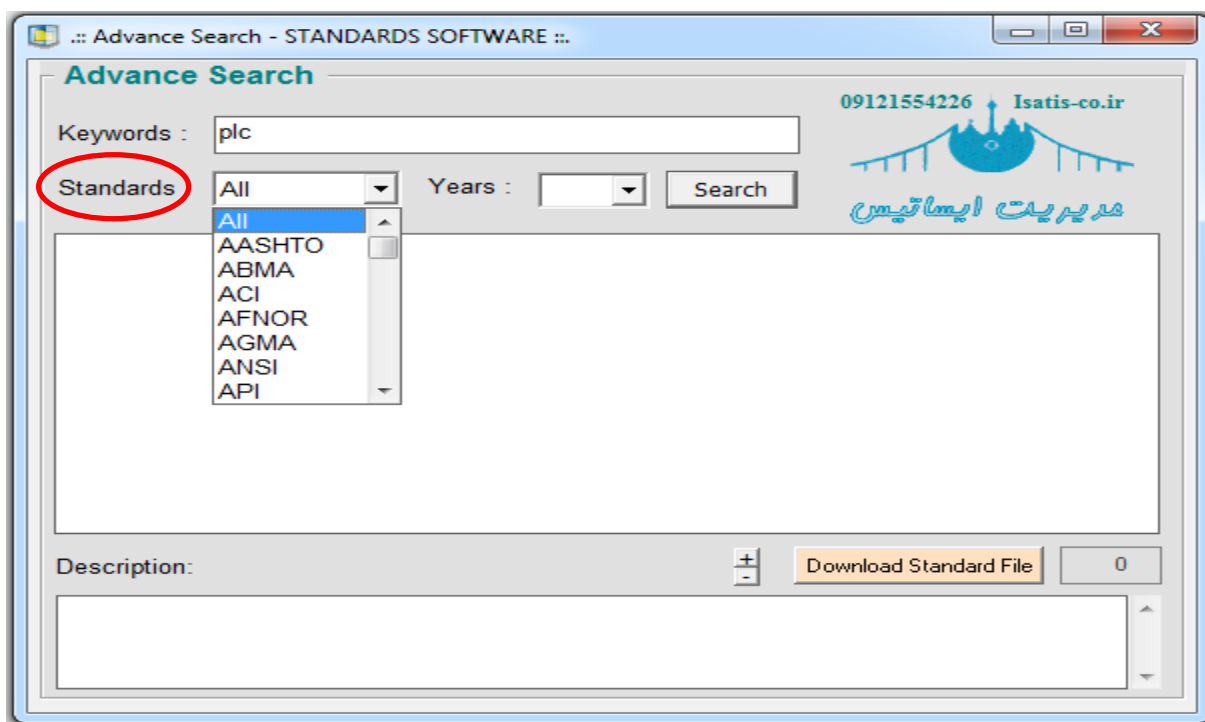 .:: Advance Search - STANDARDS SOFTWARE ::.
Advance Search
09121554226 Isatis-co.ir
Keywords : plc
Standards All Years : Search
مدیریت ایساتیس
All
AASHTO
ABMA
ACI
AFNOR
AGMA
ANSI
API
Description: + - Download Standard File 0